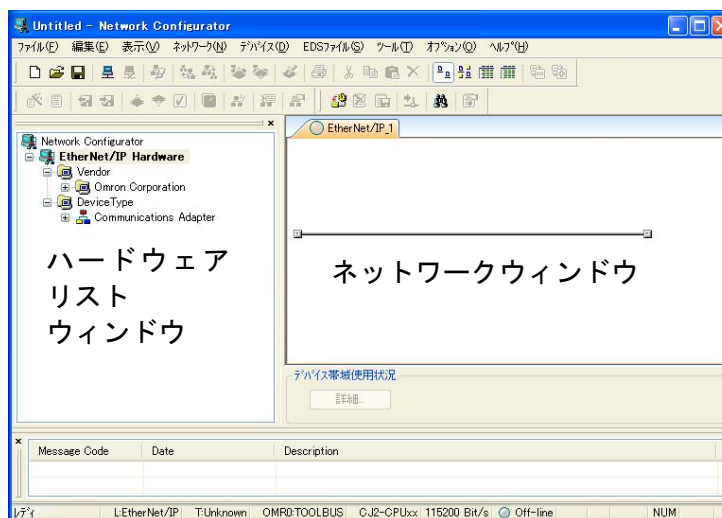 Untitled - Network Configurator
ファイル(F) 編集(E) 表示(V) ネットワーク(N) デバイス(D) EDSファイル(S) ツール(T) オプション(O) ヘルプ(H)
EtherNet/IP_1
Network Configurator
EtherNet/IP Hardware
Vendor
Omron Corporation
DeviceType
Communications Adapter
ハードウェア
リスト
ウィンドウ
ネットワークウィンドウ
デバイス帯域使用状況
詳細...
Message Code Date Description
レディ L:EtherNet/IP T:Unknown OMR0:TOOLBUS CJ2-CPUxx 115200 Bit/s Off-line NUM